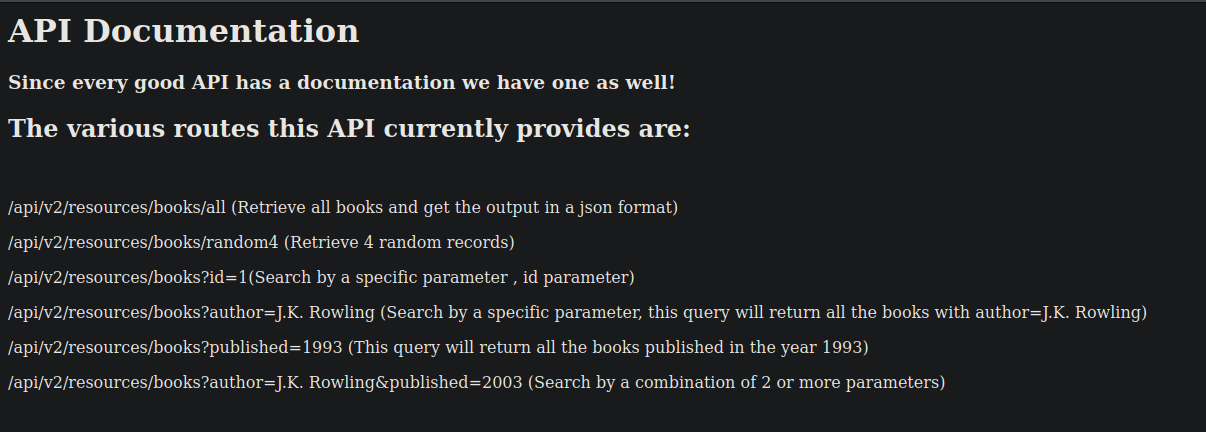 API Documentation
Since every good API has a documentation we have one as well!
The various routes this API currently provides are:
/api/v2/resources/books/all (Retrieve all books and get the output in a json format)
/api/v2/resources/books/random4 (Retrieve 4 random records)
/api/v2/resources/books?id=1(Search by a specific parameter , id parameter)
/api/v2/resources/books?author=J.K. Rowling (Search by a specific parameter, this query will return all the books with author=J.K. Rowling)
/api/v2/resources/books?published=1993 (This query will return all the books published in the year 1993)
/api/v2/resources/books?author=J.K. Rowling&published=2003 (Search by a combination of 2 or more parameters)